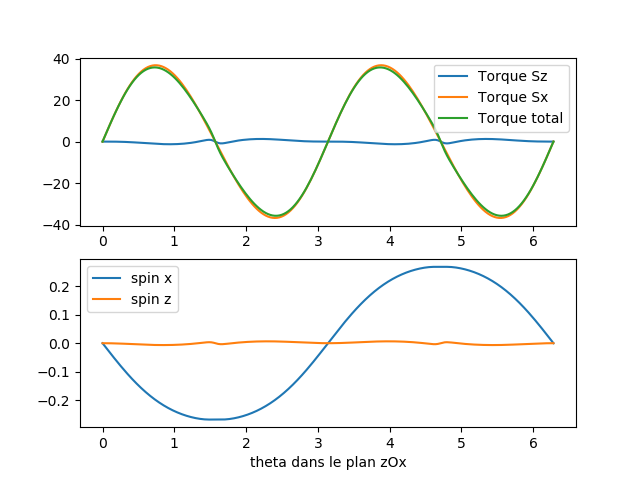 40
20
0
−20
−40
Torque Sz
Torque Sx
Torque total
0 1 2 3 4 5 6
0.2
0.1
0.0
−0.1
−0.2
spin x
spin z
0 1 2 3 4 5 6
theta dans le plan zOx